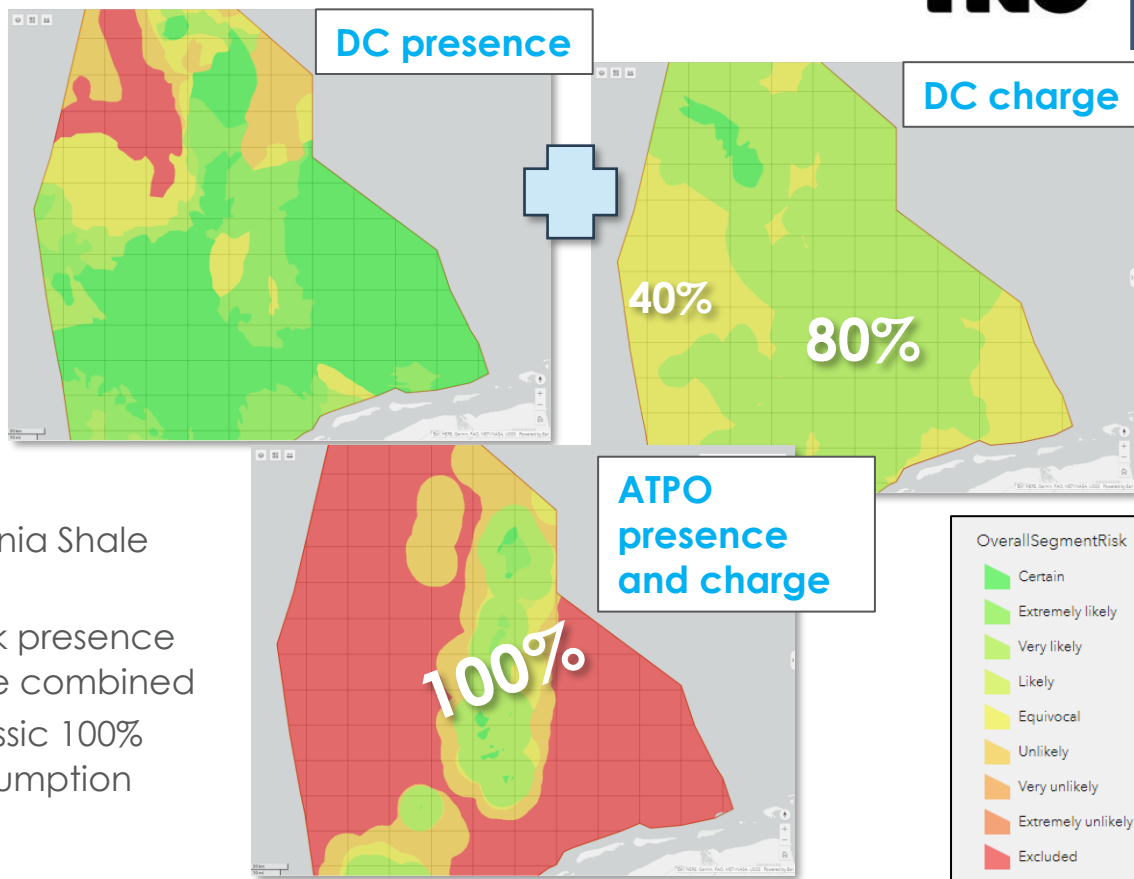 DC presence
DC charge
40%
80%
ATPO
presence
and charge
100%
nia Shale
k presence
e combined
ssic 100%
umption
OverallSegmentRisk
Certain
Extremely likely
Very likely
Likely
Equivocal
Unlikely
Very unlikely
Extremely unlikely
Excluded